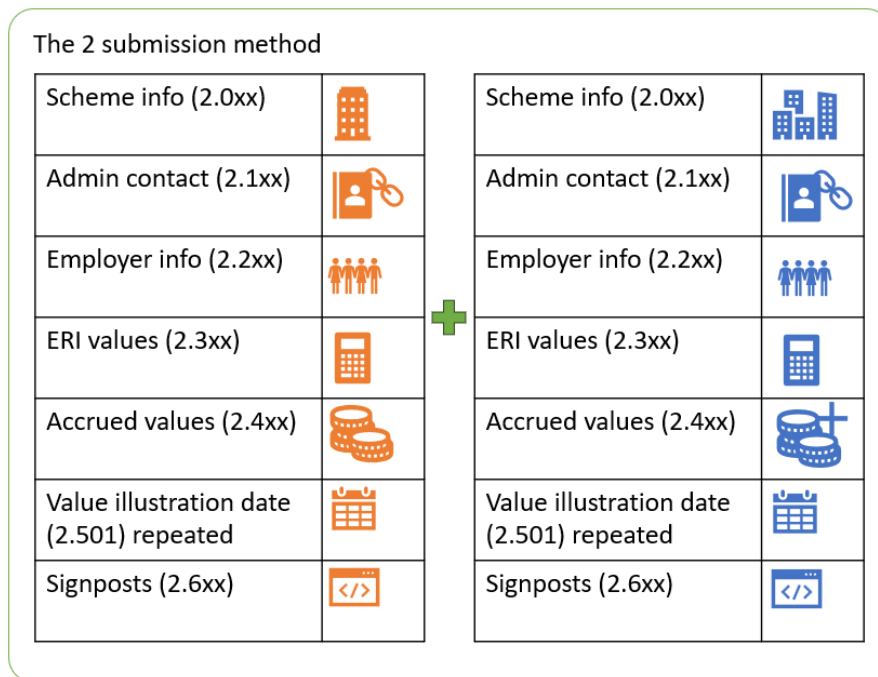 The 2 submission method
Scheme info (2.0xx)
Admin contact (2.1xx)
Employer info (2.2xx)
ERI values (2.3xx)
Accrued values (2.4xx)
Value illustration date
(2.501) repeated
Signposts (2.6xx)
Scheme info (2.0xx)
Admin contact (2.1xx)
Employer info (2.2xx)
ERI values (2.3xx)
Accrued values (2.4xx)
Value illustration date
(2.501) repeated
Signposts (2.6xx)